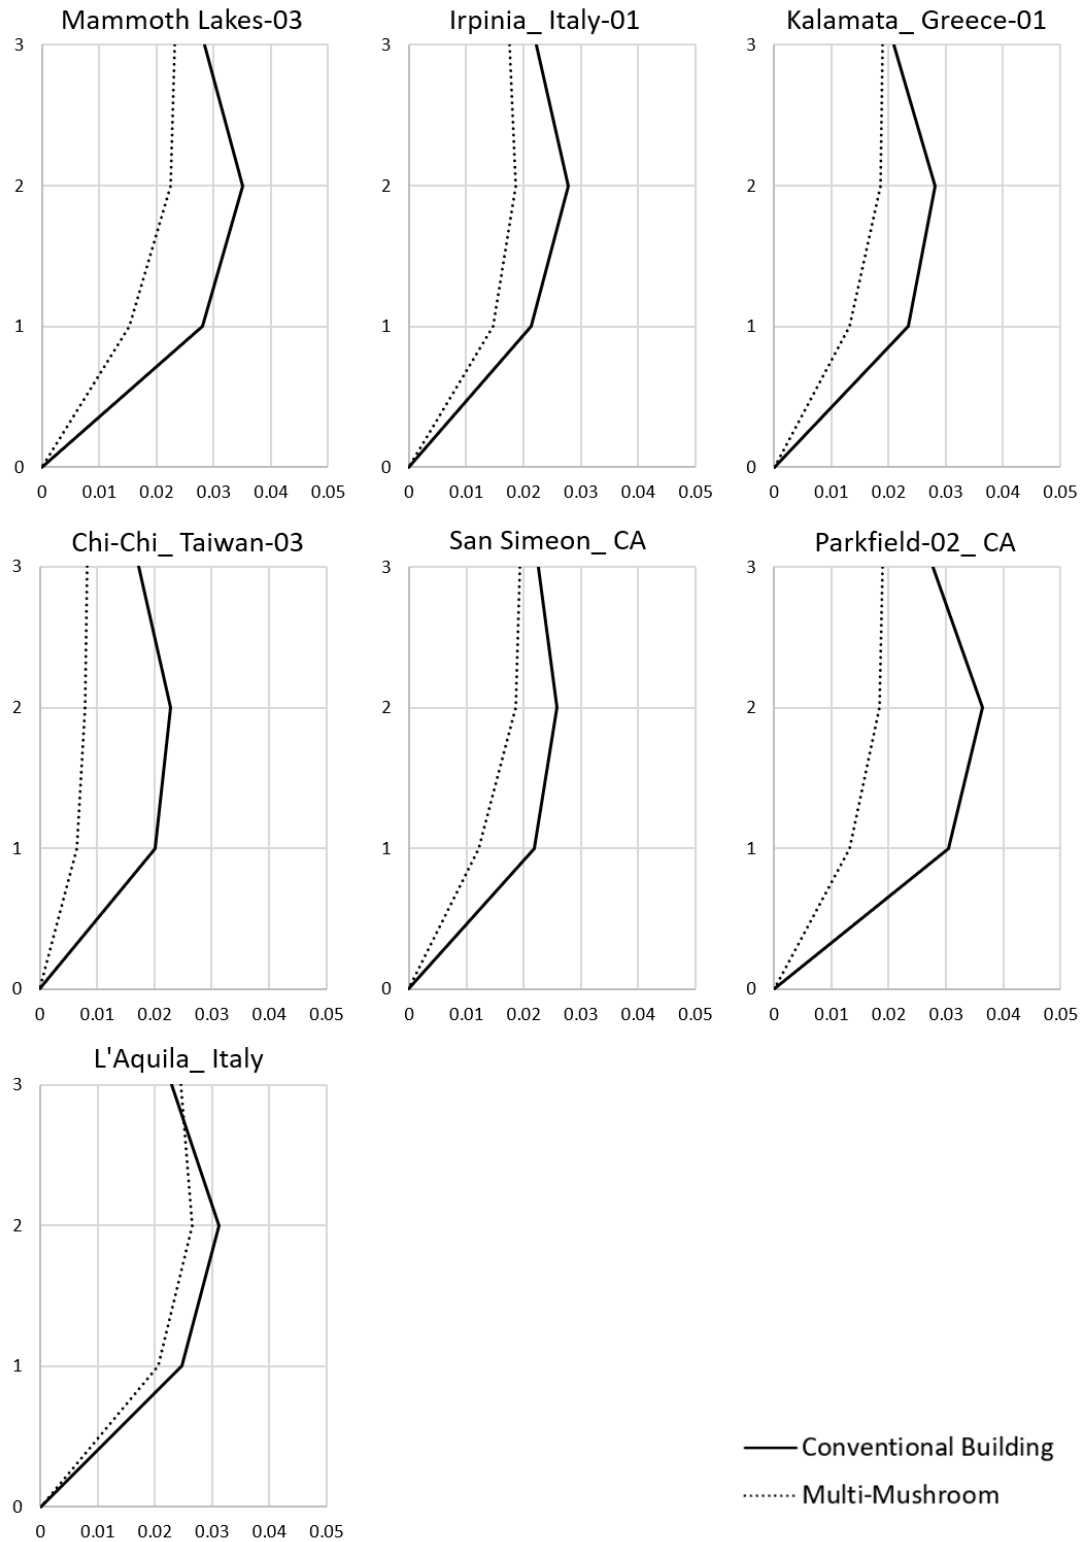 Mammoth Lakes-03
3
2
1
0
0 0.01 0.02 0.03 0.04 0.05
Irpinia_ Italy-01
3
2
1
0
0 0.01 0.02 0.03 0.04 0.05
Kalamata_ Greece-01
3
2
1
0
0 0.01 0.02 0.03 0.04 0.05
Chi-Chi_ Taiwan-03
3
2
1
0
0 0.01 0.02 0.03 0.04 0.05
San Simeon_ CA
3
2
1
0
0 0.01 0.02 0.03 0.04 0.05
Parkfield-02_ CA
3
2
1
0
0 0.01 0.02 0.03 0.04 0.05
L'Aquila_ Italy
3
2
1
0
0 0.01 0.02 0.03 0.04 0.05
Conventional Building
Multi-Mushroom